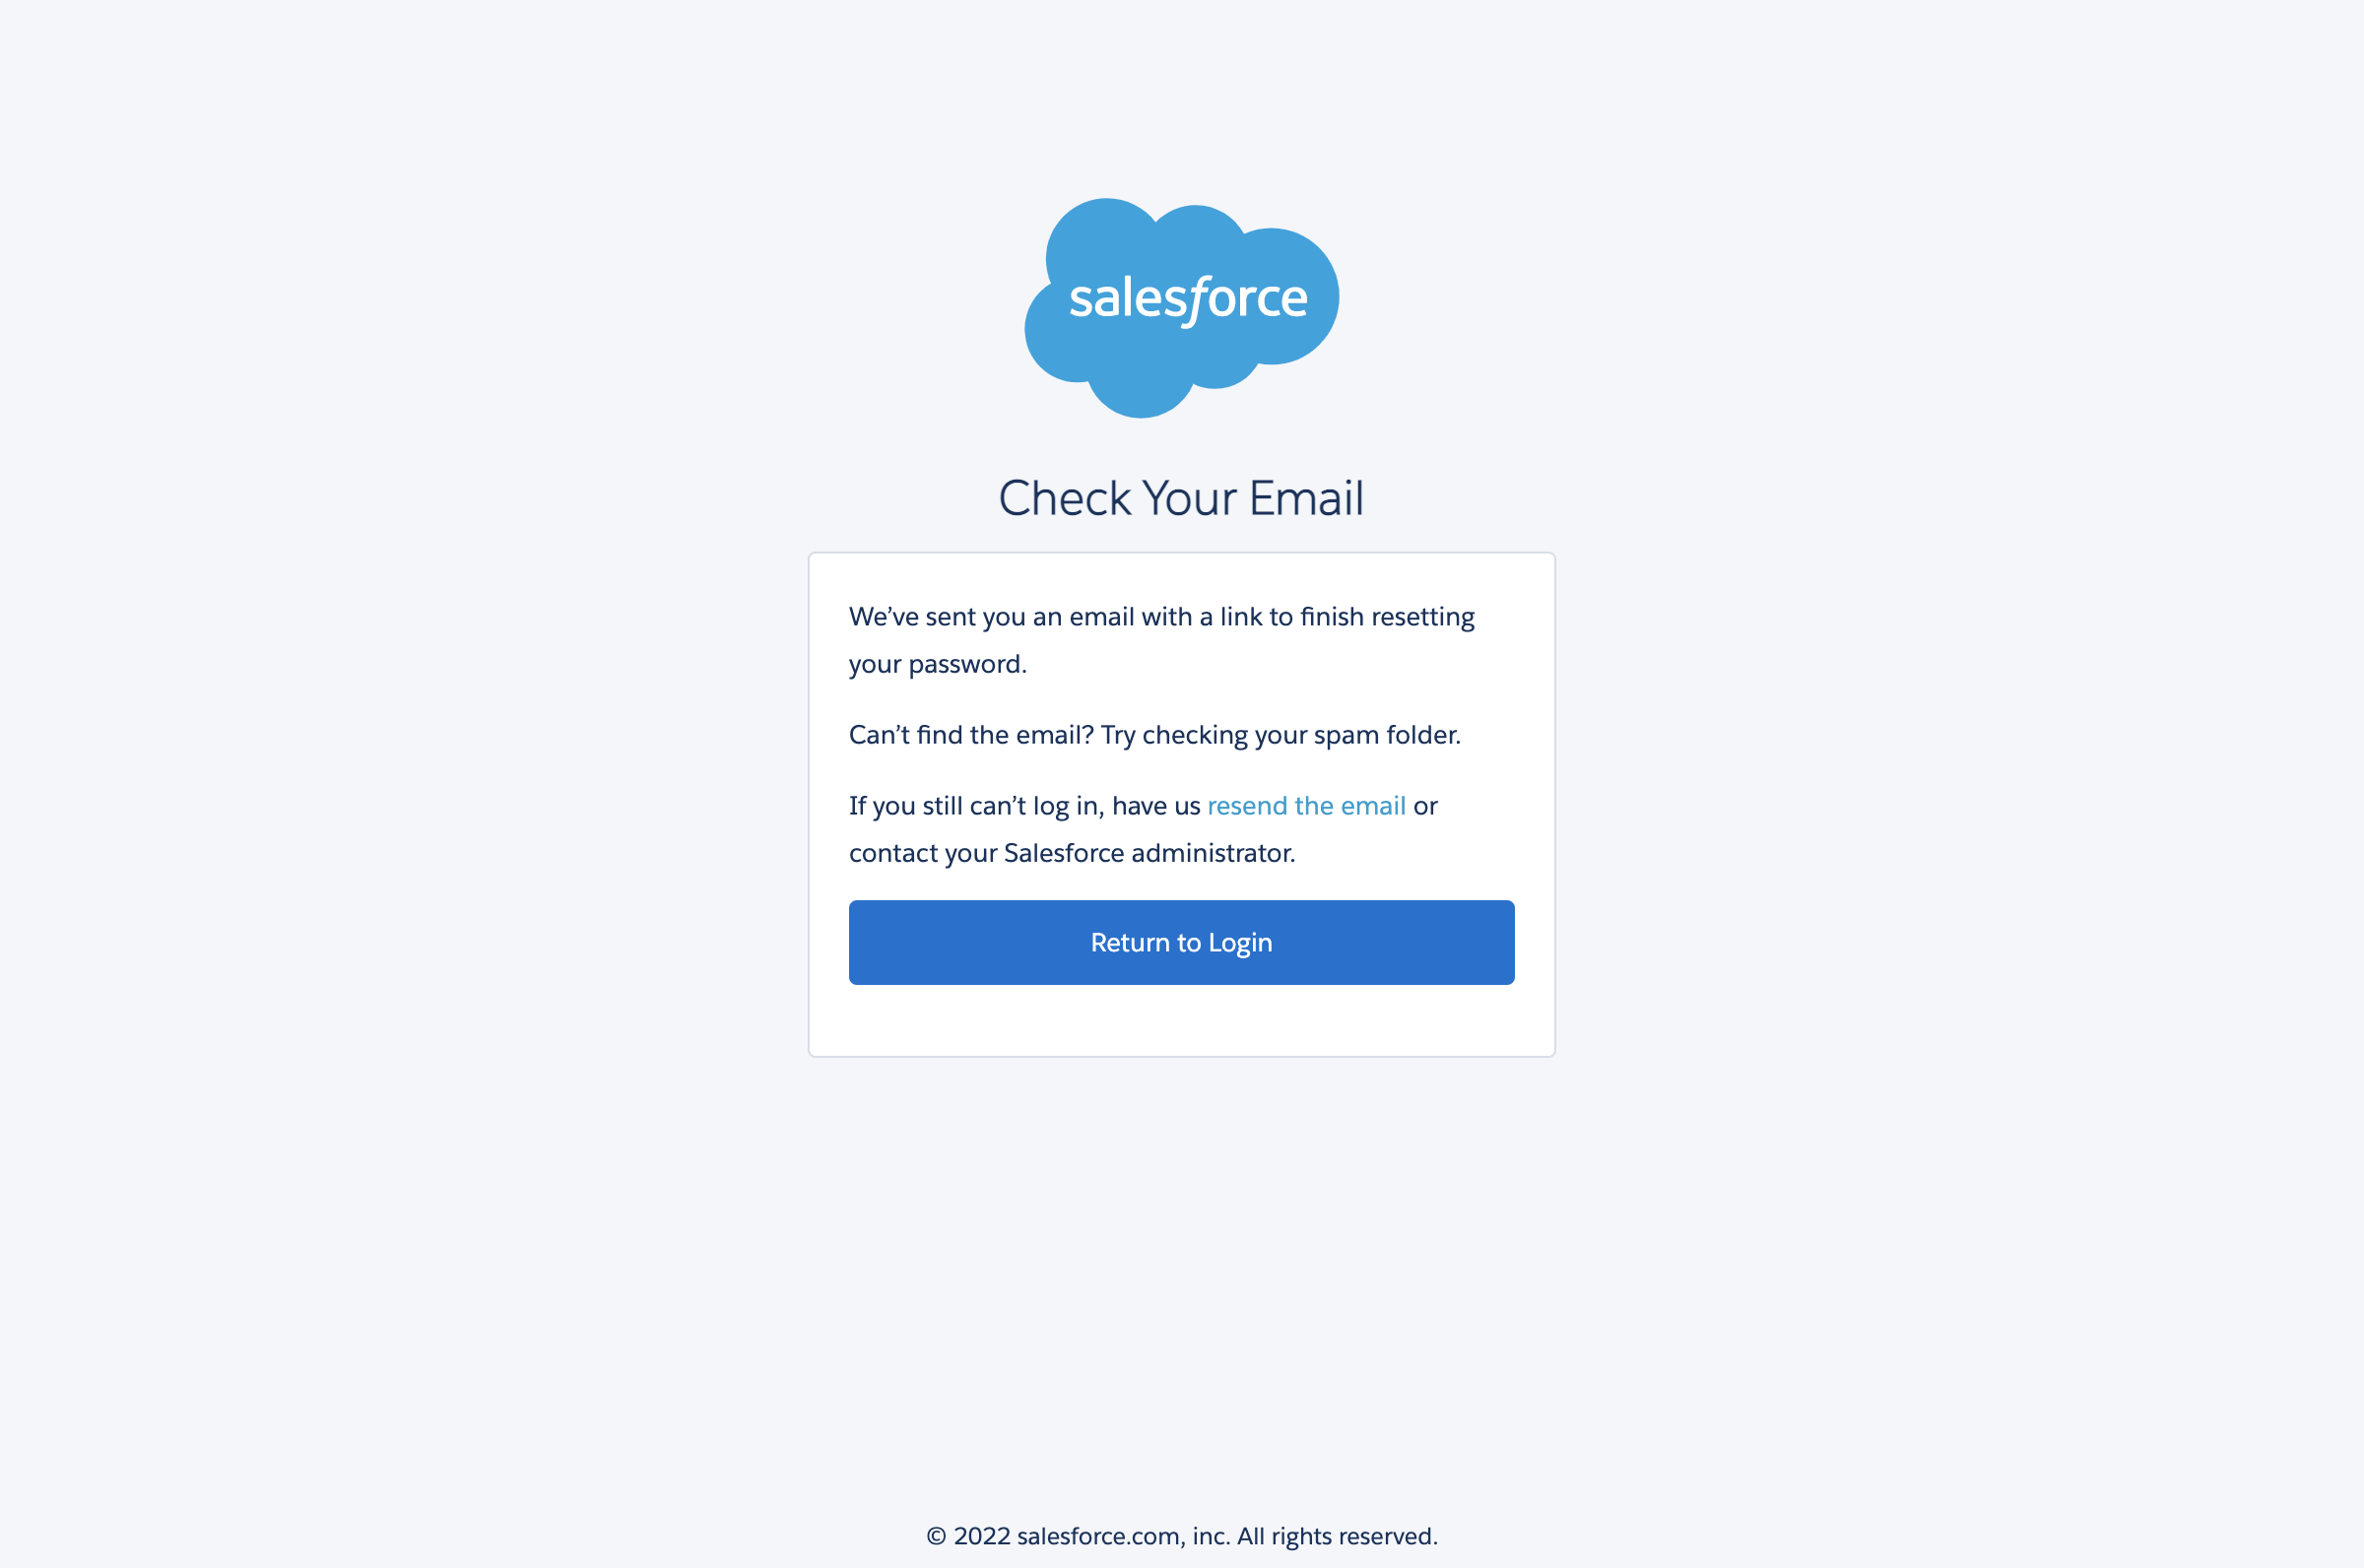 salesforce
Check Your Email
We’ve sent you an email with a link to finish resetting
your password.
Can’t find the email? Try checking your spam folder.
If you still can’t log in, have us resend the email or
contact your Salesforce administrator.
Return to Login
© 2022 salesforce.com, inc. All rights reserved.